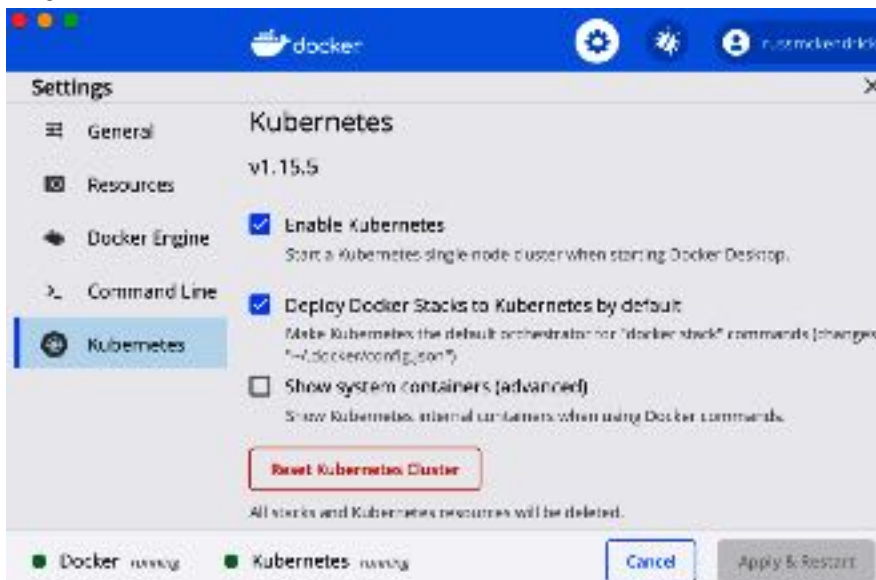 docker
russmckendrick
Settings
General
Resources
Docker Engine
Command Line
Kubernetes
Kubernetes
v1.15.5
Enable Kubernetes
Start a Kubernetes single-node cluster when starting Docker Desktop.
Deploy Docker Stacks to Kubernetes by default
Make Kubernetes the default orchestrator for "docker stack" commands (changes
"~/.docker/config.json")
Show system containers (advanced)
Show Kubernetes internal containers when using Docker commands.
Reset Kubernetes Cluster
All stacks and Kubernetes resources will be deleted.
Docker running
Kubernetes running
Cancel
Apply & Restart